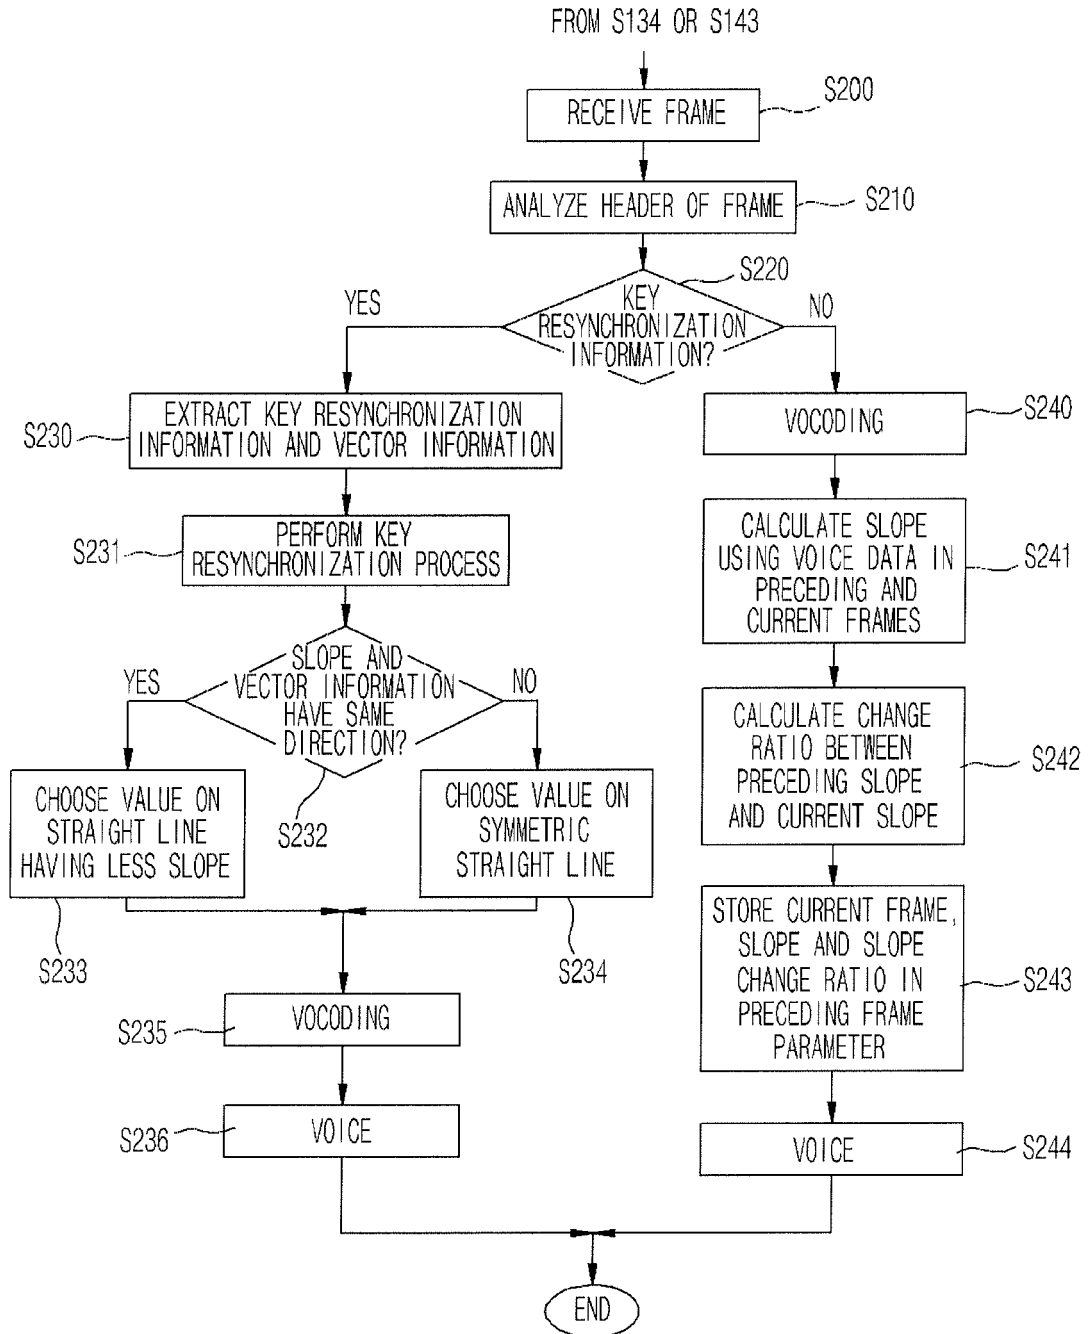 FROM S134 OR S143
S200
RECEIVE FRAME
ANALYZE HEADER OF FRAME
S210
S220
YES
KEY
RESYNCHRONIZATION
INFORMATION?
NO
S230
EXTRACT KEY RESYNCHRONIZATION
INFORMATION AND VECTOR INFORMATION
S231
PERFORM KEY
RESYNCHRONIZATION PROCESS
YES
SLOPE AND
VECTOR INFORMATION
HAVE SAME
DIRECTION?
NO
S232
CHOOSE VALUE ON
STRAIGHT LINE
HAVING LESS SLOPE
S233
CHOOSE VALUE ON
SYMMETRIC
STRAIGHT LINE
S234
S235
VOCODING
S236
VOICE
S240
VOCODING
CALCULATE SLOPE
USING VOICE DATA IN
PRECEDING AND
CURRENT FRAMES
S241
CALCULATE CHANGE
RATIO BETWEEN
PRECEDING SLOPE
AND CURRENT SLOPE
S242
STORE CURRENT FRAME,
SLOPE AND SLOPE
CHANGE RATIO IN
PRECEDING FRAME
PARAMETER
S243
VOICE
S244
END